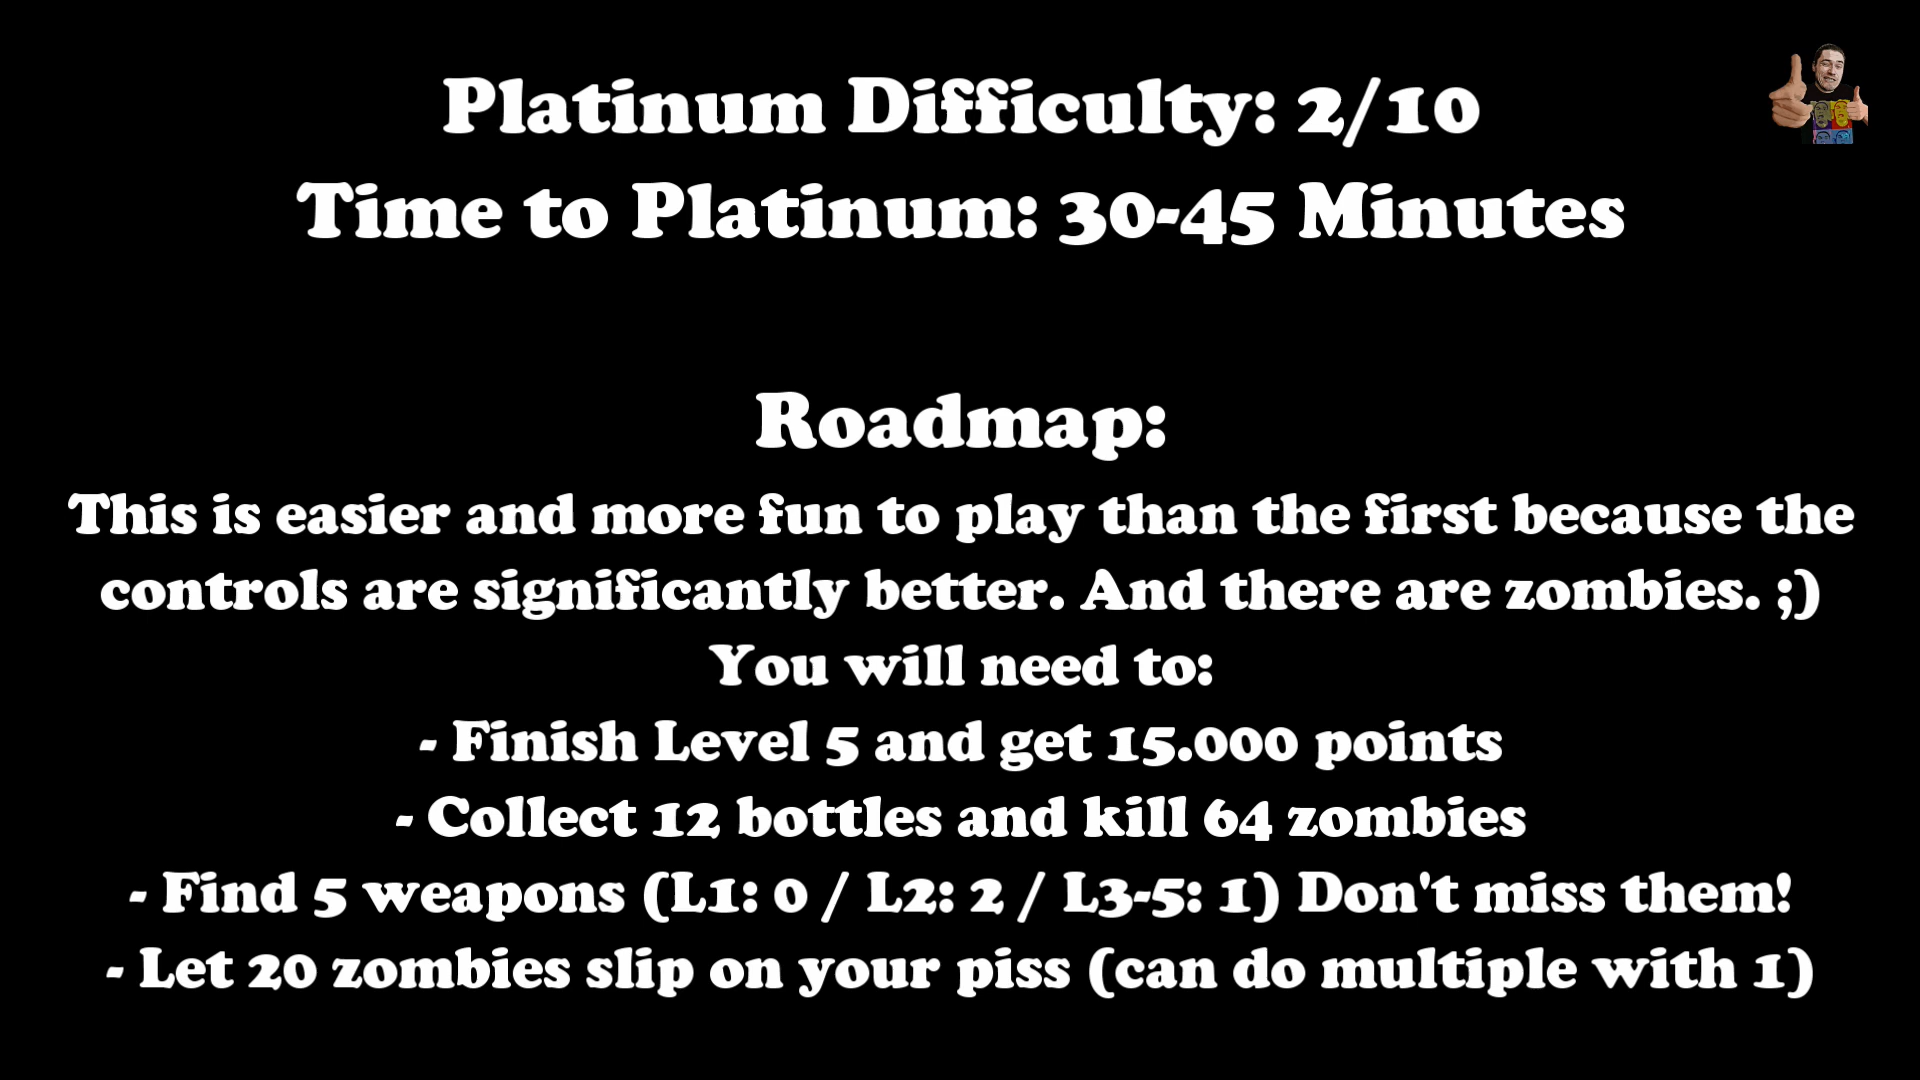 Platinum Difficulty: 2/10
Time to Platinum: 30-45 Minutes
Roadmap:
This is easier and more fun to play than the first because the
controls are significantly better. And there are zombies. ;)
You will need to:
- Finish Level 5 and get 15.000 points
- Collect 12 bottles and kill 64 zombies
- Find 5 weapons (L1: 0 / L2: 2 / L3-5: 1) Don't miss them!
- Let 20 zombies slip on your piss (can do multiple with 1)